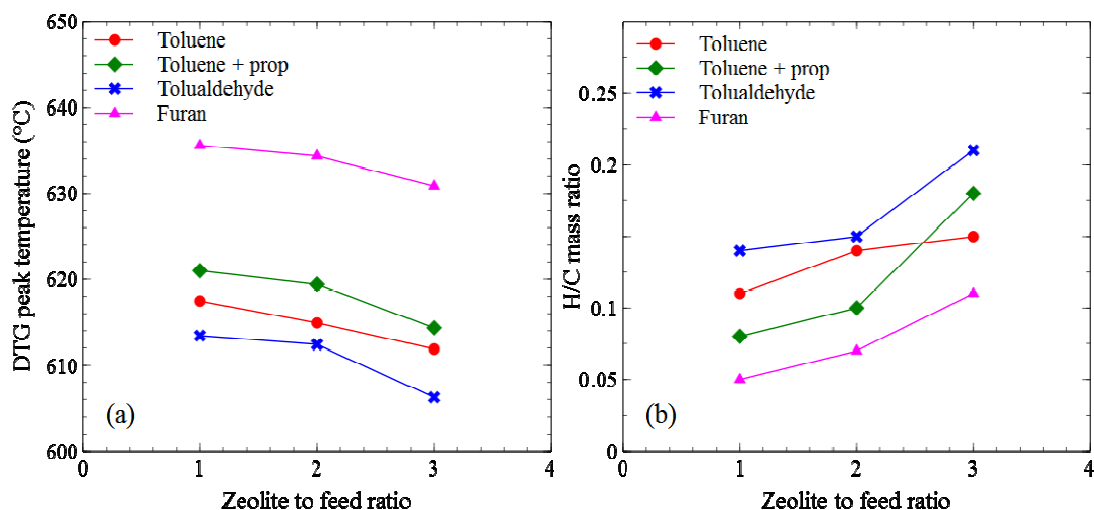 650
640
630
620
612
610
600
DTG peak temperature (°C)
Toluene
Toluene + prop
Tolualdehyde
Furan
(a)
0
1
2
3
4
Zeolite to feed ratio
0.25
0.2
0.1
0.05
0
H/C mass ratio
Toluene
Toluene + prop
Tolualdehyde
Furan
(b)
0
1
2
3
4
Zeolite to feed ratio